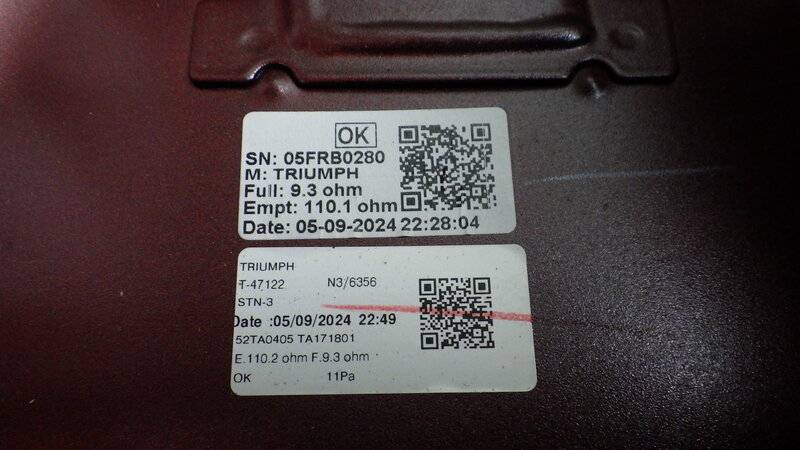 OK
SN: 05FRB0280
M: TRIUMPH
Full: 9.3 ohm
Empt: 110.1 ohm
Date: 05-09-2024 22:28:04
TRIUMPH
T-47122 N3/6356
STN-3
Date :05/09/2024 22:49
52TA0405 TA171801
E.110.2 ohm F.9.3 ohm
OK 11Pa